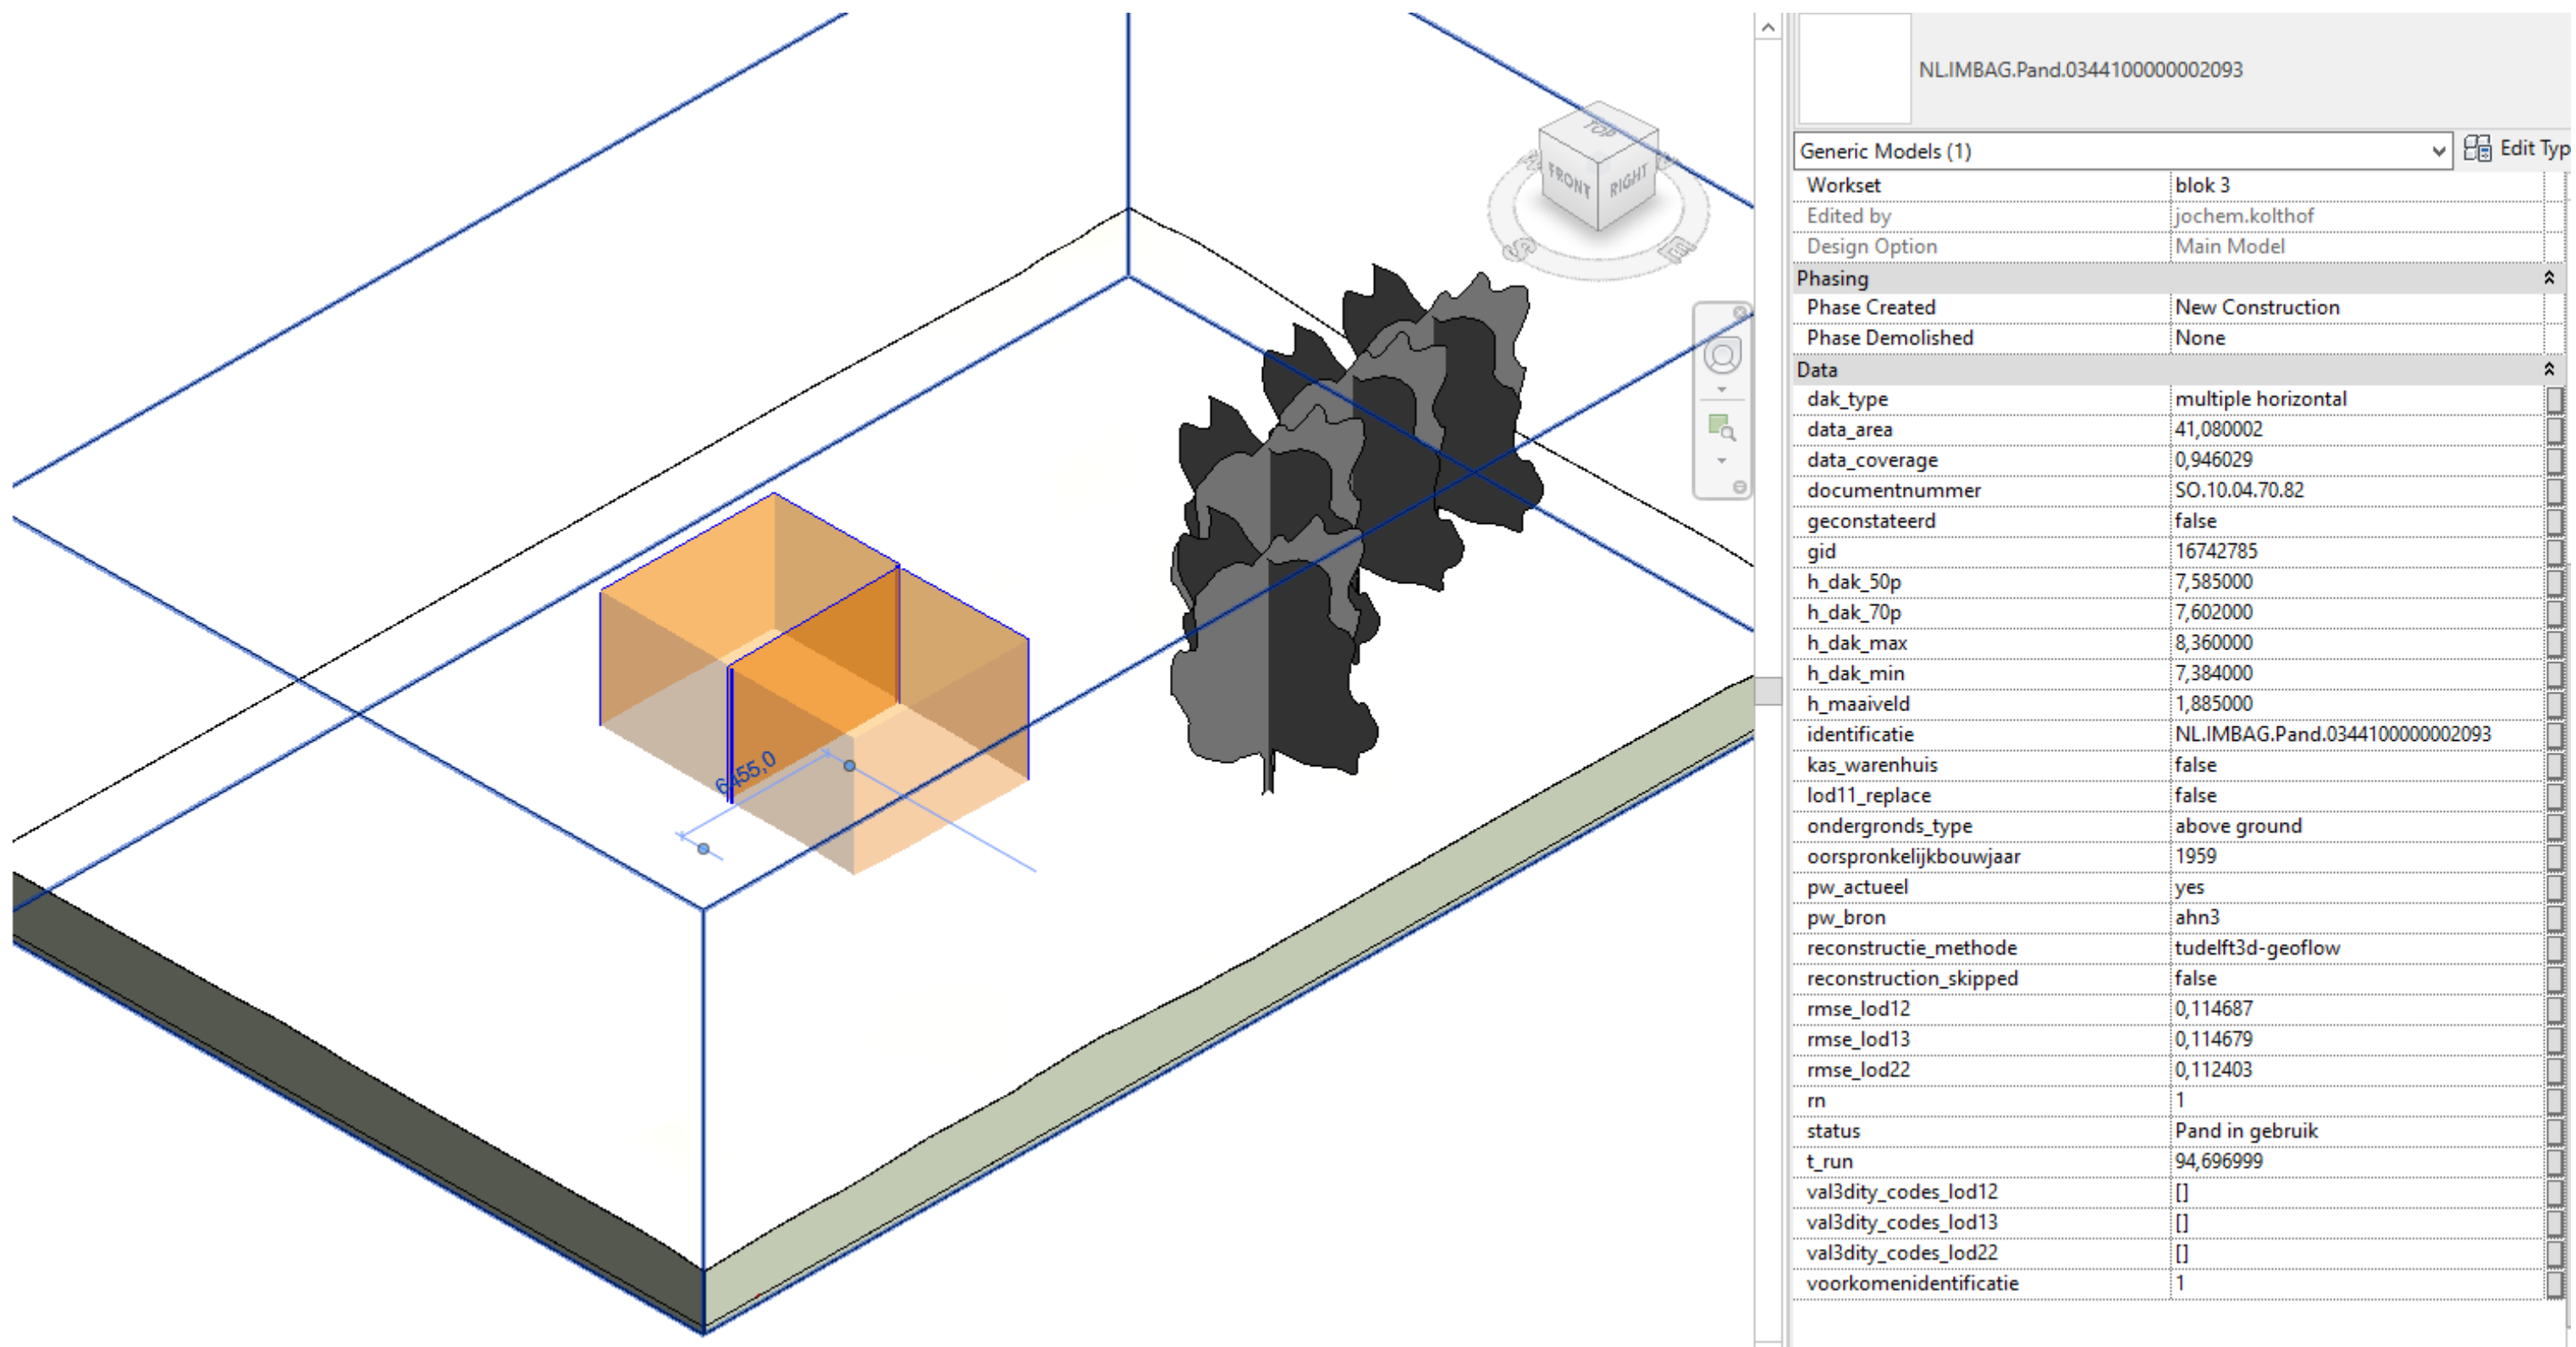 TOP
FRONT
RIGHT
S
E
6455,0
NL.IMBAG.Pand.0344100000002093
Generic Models (1)
Edit Typ
Workset blok 3
Edited by jochem.kolthof
Design Option Main Model
Phasing
Phase Created New Construction
Phase Demolished None
Data
dak_type multiple horizontal
data_area 41,080002
data_coverage 0,946029
documentnummer SO.10.04.70.82
geconstateerd false
gid 16742785
h_dak_50p 7,585000
h_dak_70p 7,602000
h_dak_max 8,360000
h_dak_min 7,384000
h_maaiveld 1,885000
identificatie NL.IMBAG.Pand.0344100000002093
kas_warenhuis false
lod11_replace false
ondergronds_type above ground
oorspronkelijkbouwjaar 1959
pw_actueel yes
pw_bron ahn3
reconstructie_methode tudelft3d-geoflow
reconstruction_skipped false
rmse_lod12 0,114687
rmse_lod13 0,114679
rmse_lod22 0,112403
rn 1
status Pand in gebruik
t_run 94,696999
val3dity_codes_lod12 []
val3dity_codes_lod13 []
val3dity_codes_lod22 []
voorkomenidentificatie 1